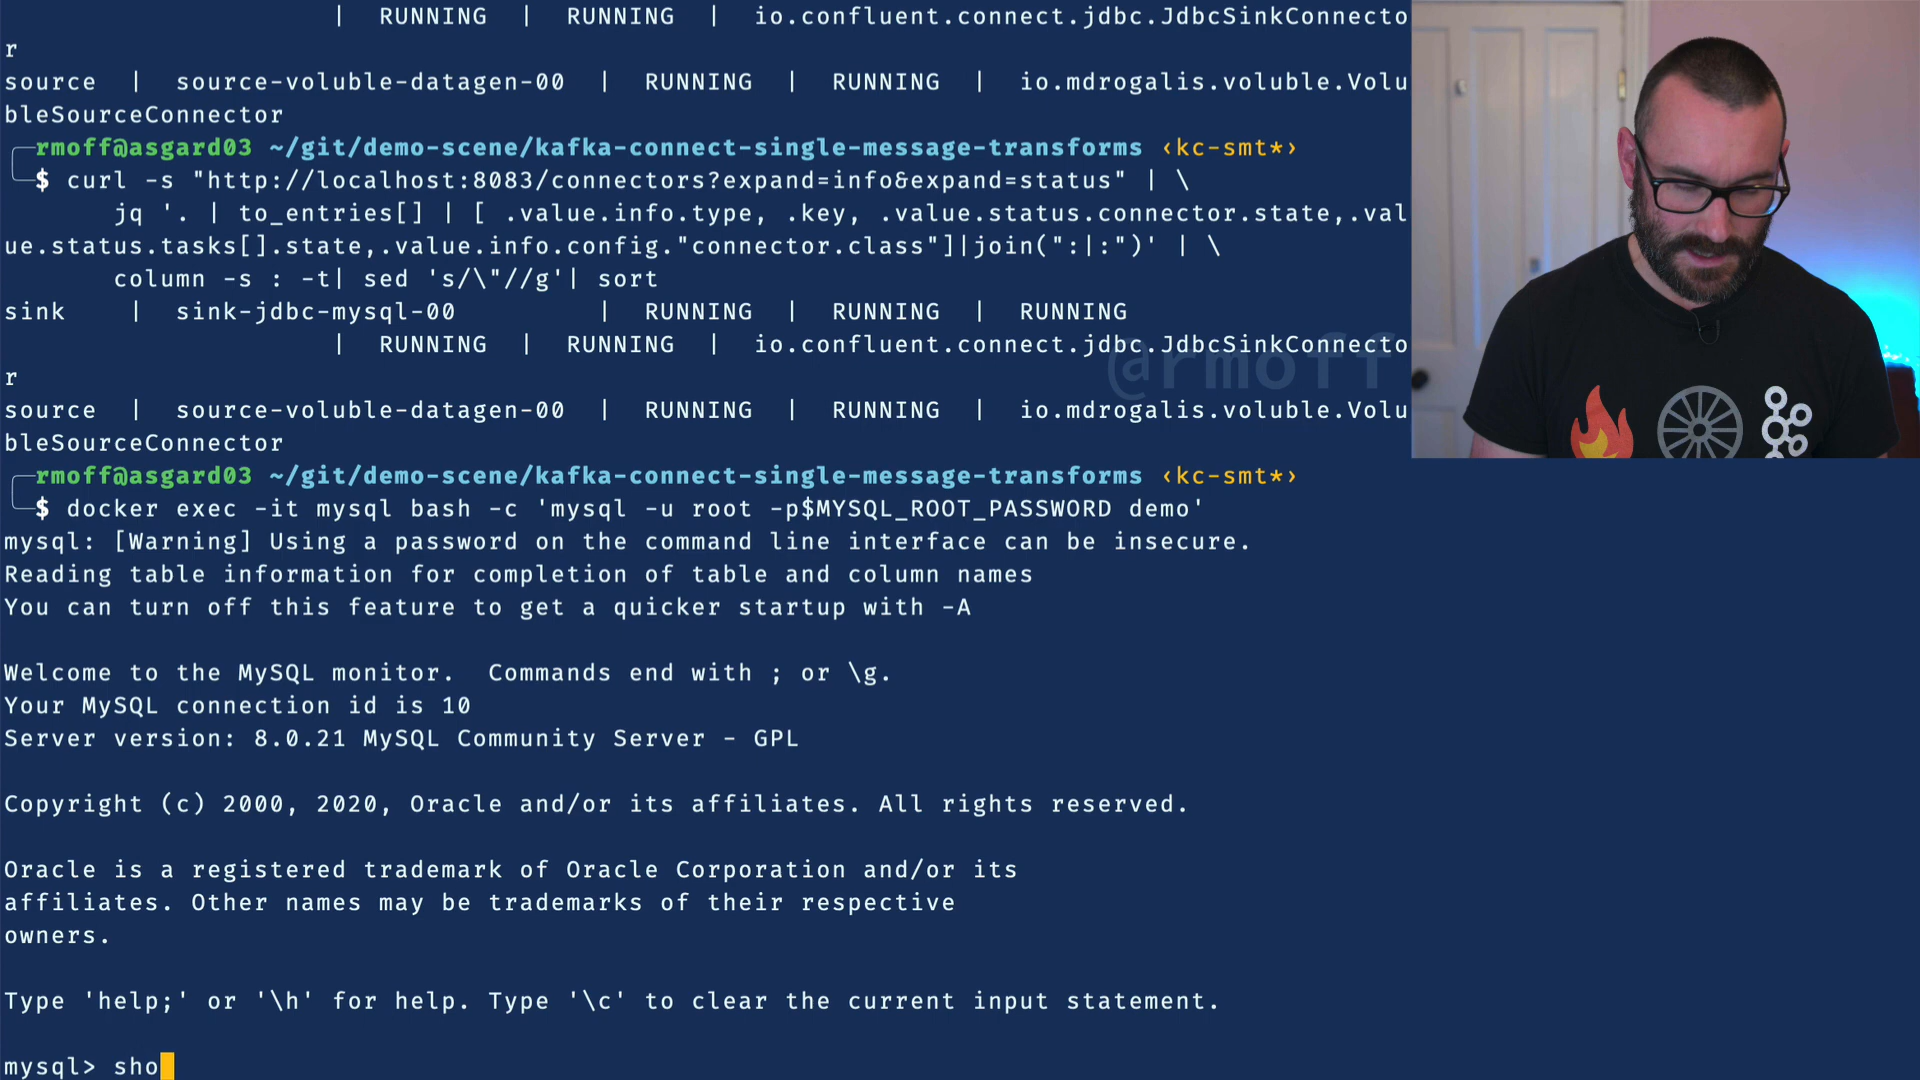 | RUNNING | RUNNING | io.confluent.connect.jdbc.JdbcSinkConnecto
r
source | source-voluble-datagen-00 | RUNNING | RUNNING | io.mdrogalis.voluble.Volu
bleSourceConnector
rmoff@asgard03 ~/git/demo-scene/kafka-connect-single-message-transforms ‹kc-smt*›
$ curl -s "http://localhost:8083/connectors?expand=info&expand=status" | \
jq '. | to_entries[] | [ .value.info.type, .key, .value.status.connector.state,.val
ue.status.tasks[].state,.value.info.config."connector.class"]|join(":|:")' | \
column -s : -t| sed 's/\"//g'| sort
sink | sink-jdbc-mysql-00 | RUNNING | RUNNING | RUNNING
| RUNNING | RUNNING | io.confluent.connect.jdbc.JdbcSinkConnecto
@rmoff
r
source | source-voluble-datagen-00 | RUNNING | RUNNING | io.mdrogalis.voluble.Volu
bleSourceConnector
rmoff@asgard03 ~/git/demo-scene/kafka-connect-single-message-transforms ‹kc-smt*›
$ docker exec -it mysql bash -c 'mysql -u root -p$MYSQL_ROOT_PASSWORD demo'
mysql: [Warning] Using a password on the command line interface can be insecure.
Reading table information for completion of table and column names
You can turn off this feature to get a quicker startup with -A
Welcome to the MySQL monitor. Commands end with ; or \g.
Your MySQL connection id is 10
Server version: 8.0.21 MySQL Community Server - GPL
Copyright (c) 2000, 2020, Oracle and/or its affiliates. All rights reserved.
Oracle is a registered trademark of Oracle Corporation and/or its
affiliates. Other names may be trademarks of their respective
owners.
Type 'help;' or '\h' for help. Type '\c' to clear the current input statement.
mysql> sho